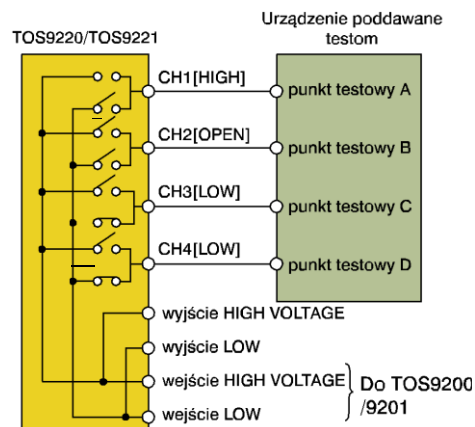 Urządzenie poddawane
testom
TOS9220/TOS9221
CH1[HIGH]
punkt testowy A
CH2[OPEN]
punkt testowy B
CH3[LOW]
punkt testowy C
CH4[LOW]
punkt testowy D
wyjście HIGH VOLTAGE
wyjście LOW
wejście HIGH VOLTAGE
wejście LOW
Do TOS9200
/9201